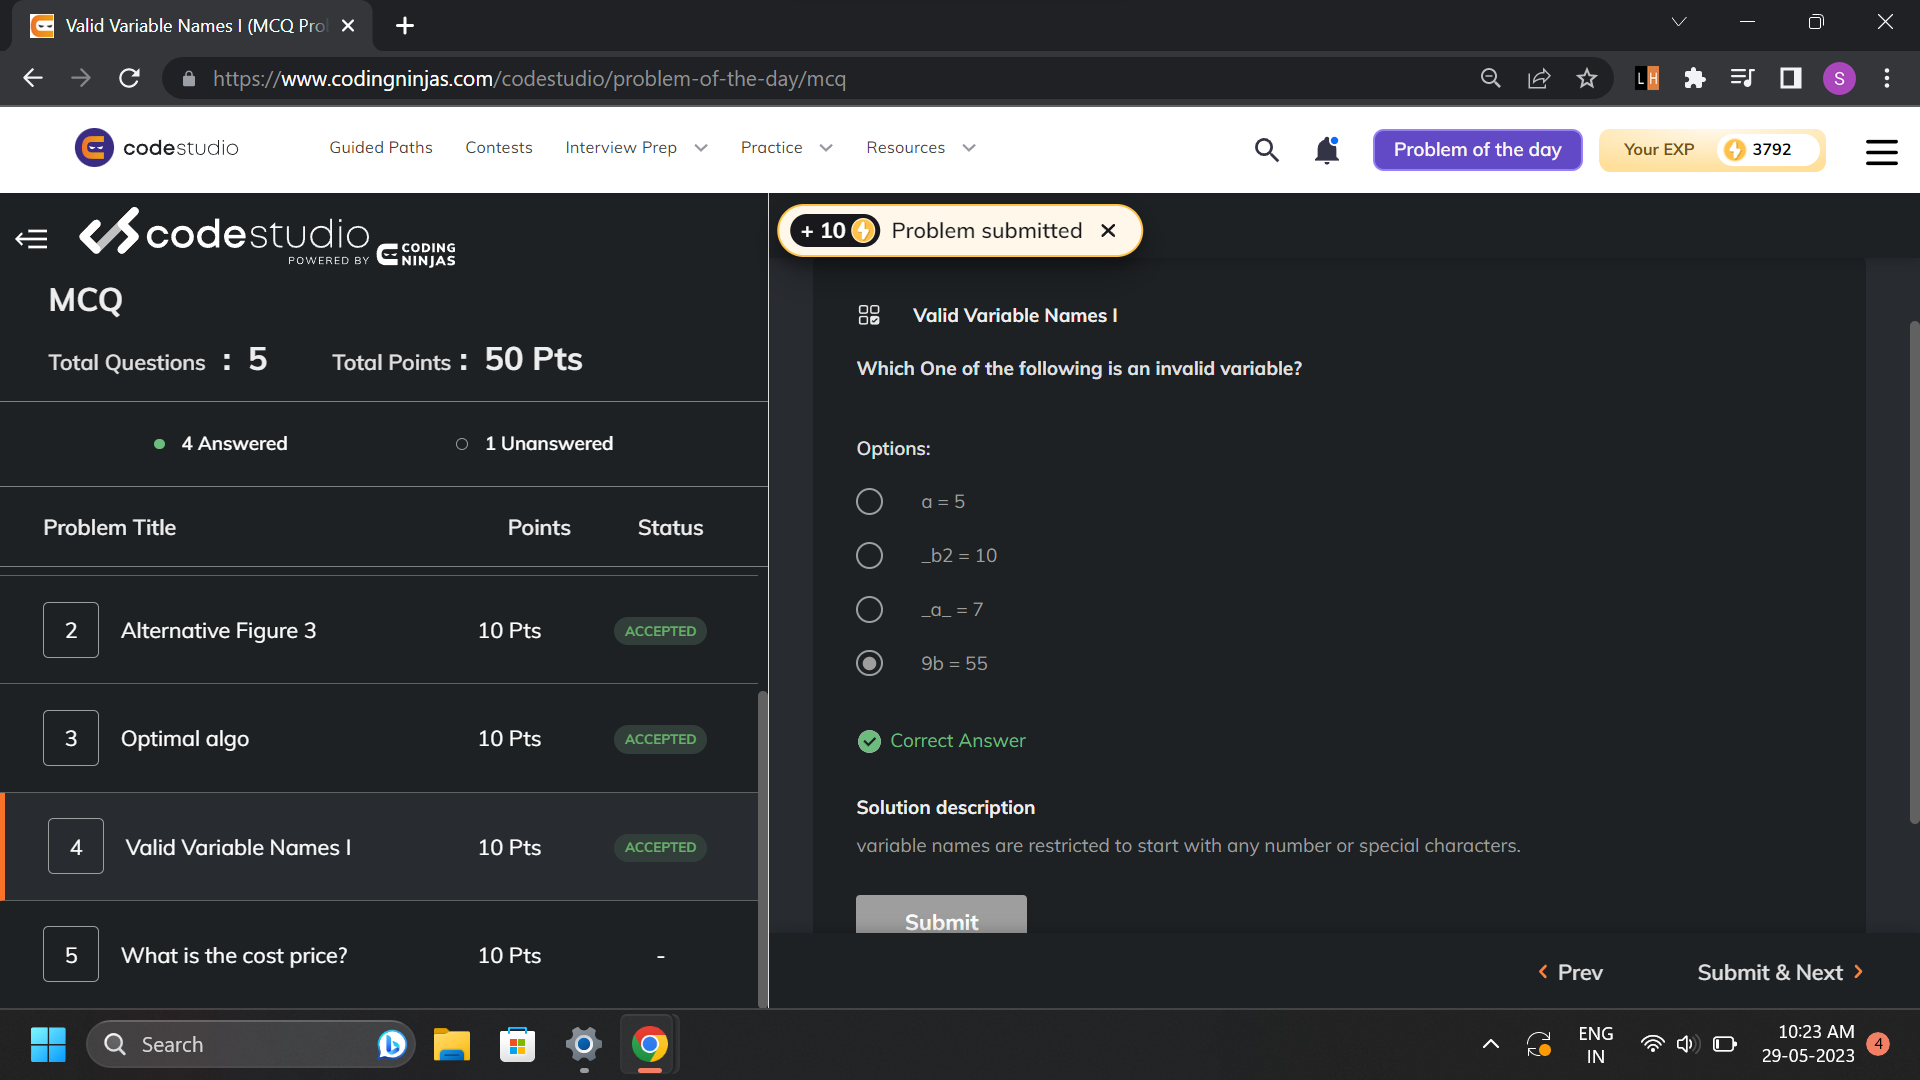 Valid Variable Names I (MCQ Pro
https://www.codingninjas.com/codestudio/problem-of-the-day/mcq
LH
S
codestudio
Guided Paths
Contests
Interview Prep
Practice
Resources
Problem of the day
Your EXP 3792
codestudio
POWERED BY CODING NINJAS
MCQ
Total Questions : 5
Total Points : 50 Pts
4 Answered
1 Unanswered
Problem Title Points Status
2 Alternative Figure 3 10 Pts ACCEPTED
3 Optimal algo 10 Pts ACCEPTED
4 Valid Variable Names I 10 Pts ACCEPTED
5 What is the cost price? 10 Pts -
+ 10 Problem submitted
Valid Variable Names I
Which One of the following is an invalid variable?
Options:
a = 5
_b2 = 10
_a_ = 7
9b = 55
Correct Answer
Solution description
variable names are restricted to start with any number or special characters.
Submit
Prev
Submit & Next
Search
ENG
IN
10:23 AM
29-05-2023
4